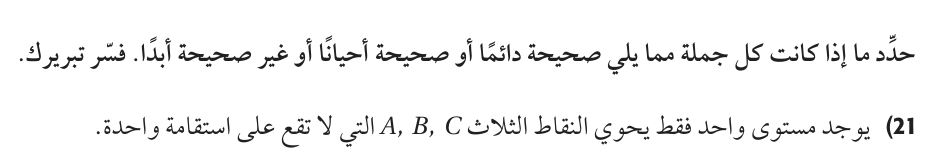 حدِّد ما إذا كانت كل جملة مما يلي صحيحة دائمًا أو صحيحة أحيانًا أو غير صحيحة أبدًا. فسّر تبريرك.
21) يوجد مستوى واحد فقط يحوي النقاط الثلاث A, B, C التي لا تقع على استقامة واحدة.